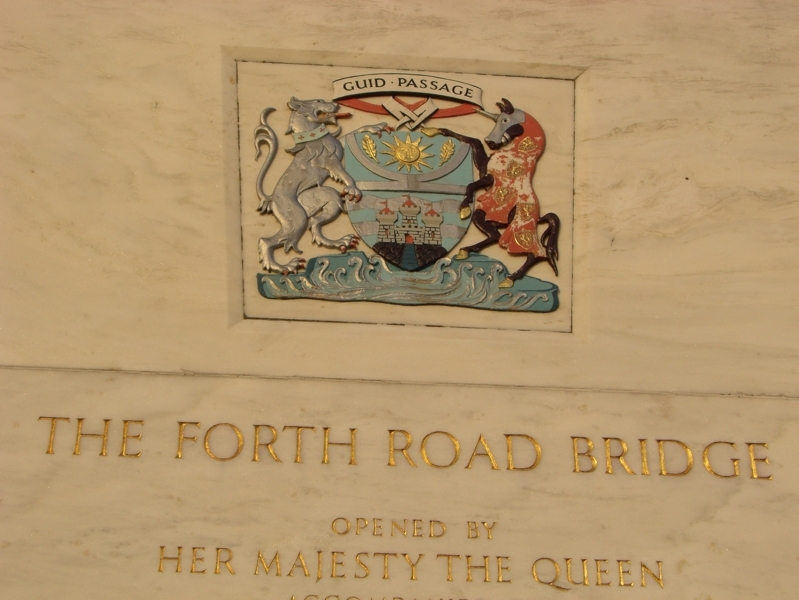 GUID · PASSAGE
THE FORTH ROAD BRIDGE
OPENED BY
HER MAJESTY THE QUEEN